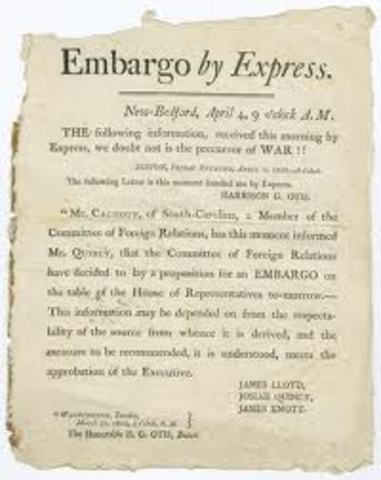 Embargo by Express.
New-Bedford, April 4, 9 o'clock A. M.
THE following information, received this morning by
Express, we doubt not is the precursor of WAR !!
BOSTON, FRIDAY EVENING, APRIL
The following Letter is this moment handed me by Express.
HARRISON G. OTIS.
"Mr. CALHOUN, of South-Carolina, a Member of the
Committee of Foreign Relations, has this moment informed
Mr. QUINCY, that the Committee of Foreign Relations
have decided to lay a proposition for an EMBARGO on
the table of the House of Representatives to-morrow.—
This information may be depended on from the respecta-
bility of the source from whence it is derived, and the
measure to be recommended, it is understood, meets the
approbation of the Executive.
JAMES LLOYD,
JOSIAH QUINCY,
JAMES EMOTT.
"WASHINGTON, Tuesday,
March 31,
The Honorable H. G. OTIS, Boston